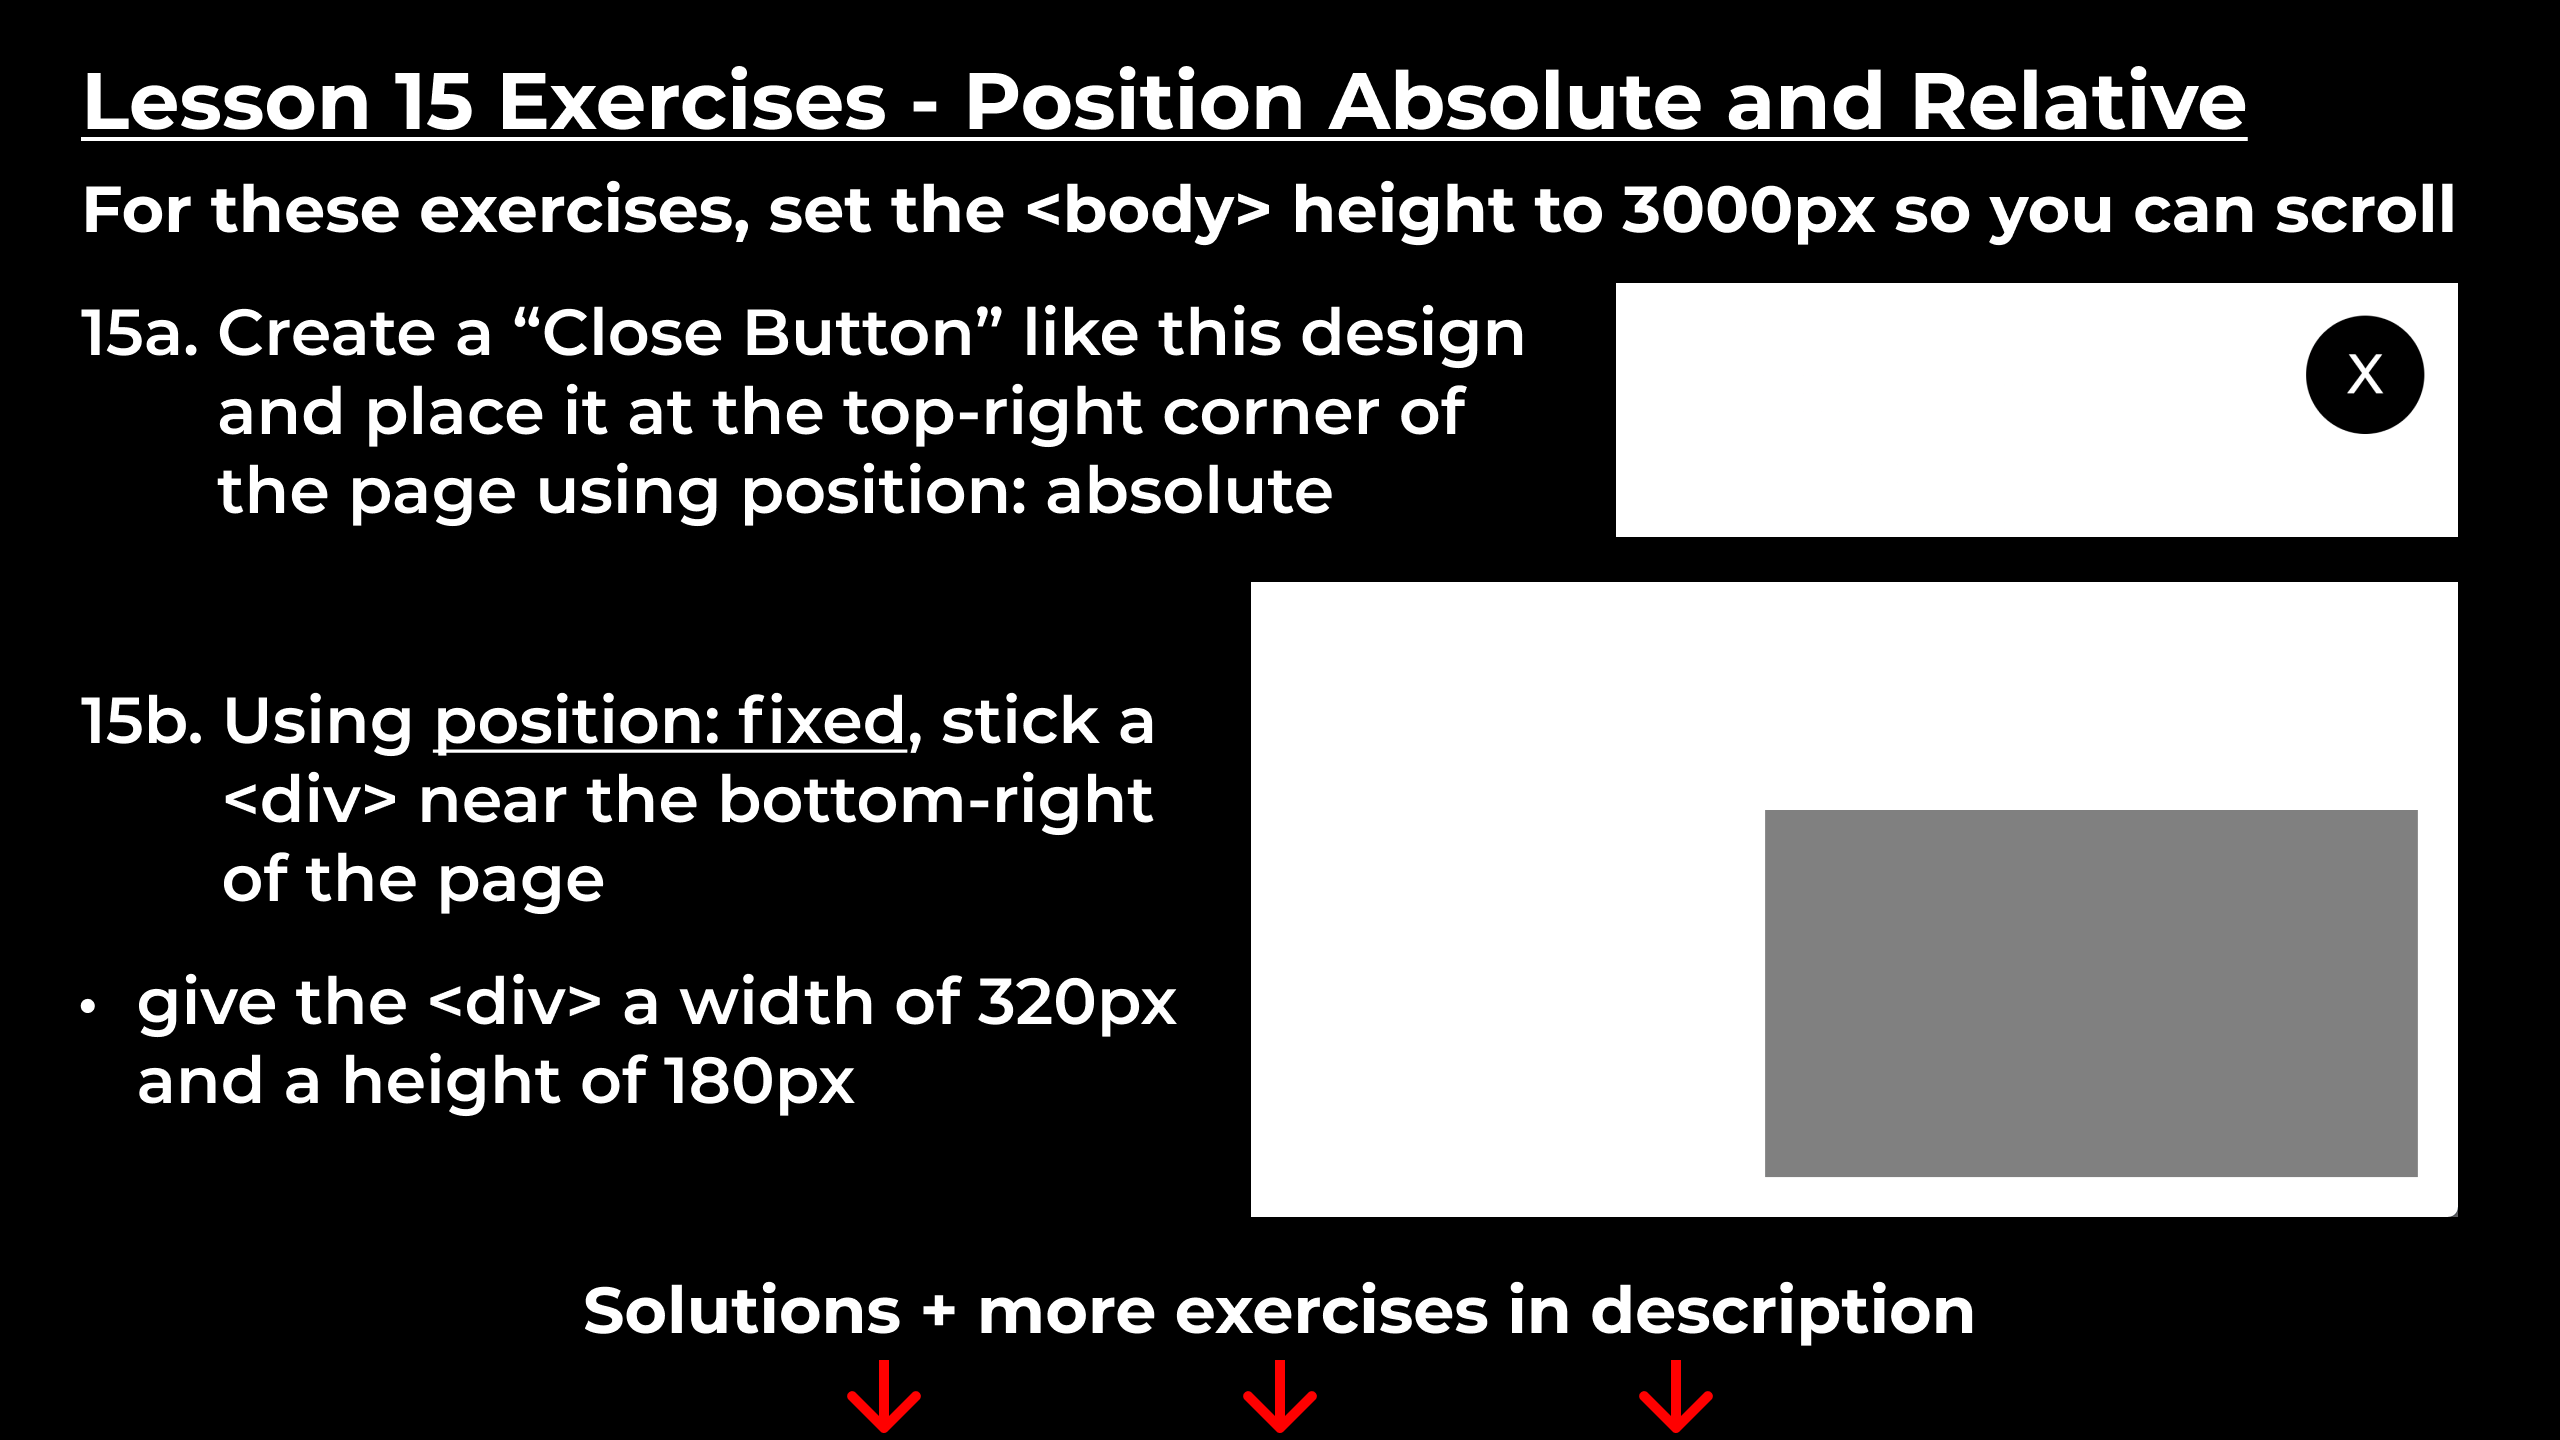 Lesson 15 Exercises - Position Absolute and Relative
For these exercises, set the <body> height to 3000px so you can scroll
15a. Create a “Close Button” like this design
and place it at the top-right corner of
the page using position: absolute
X
15b. Using position: fixed, stick a
<div> near the bottom-right
of the page
• give the <div> a width of 320px
and a height of 180px
Solutions + more exercises in description